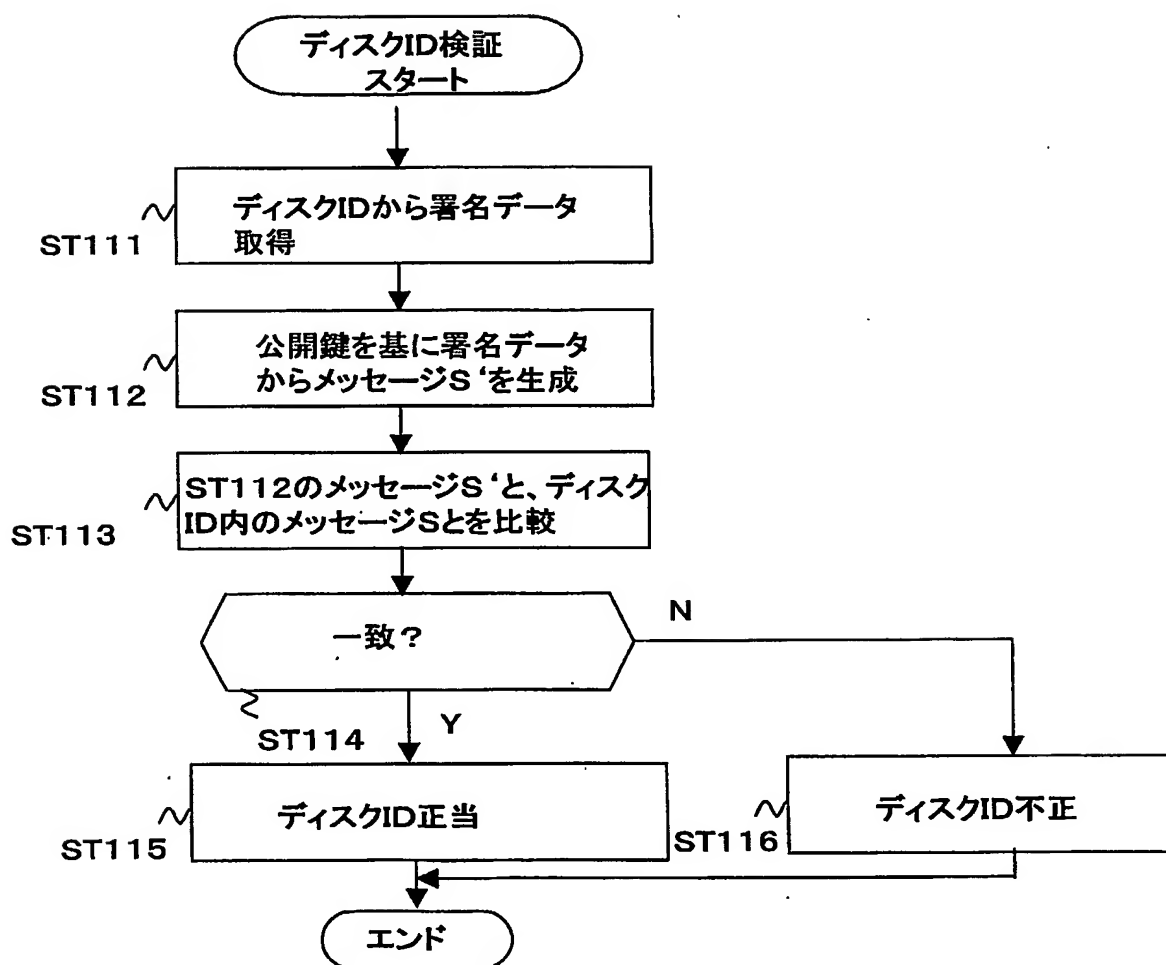 ディスクID検証
スタート
ディスクIDから署名データ
取得
ST111
公開鍵を基に署名データ
からメッセージS‘を生成
ST112
ST112のメッセージS‘と、ディスク
ID内のメッセージSとを比較
ST113
一致?
N
ST114
Y
ディスクID正当
ST115
ディスクID不正
ST116
エンド